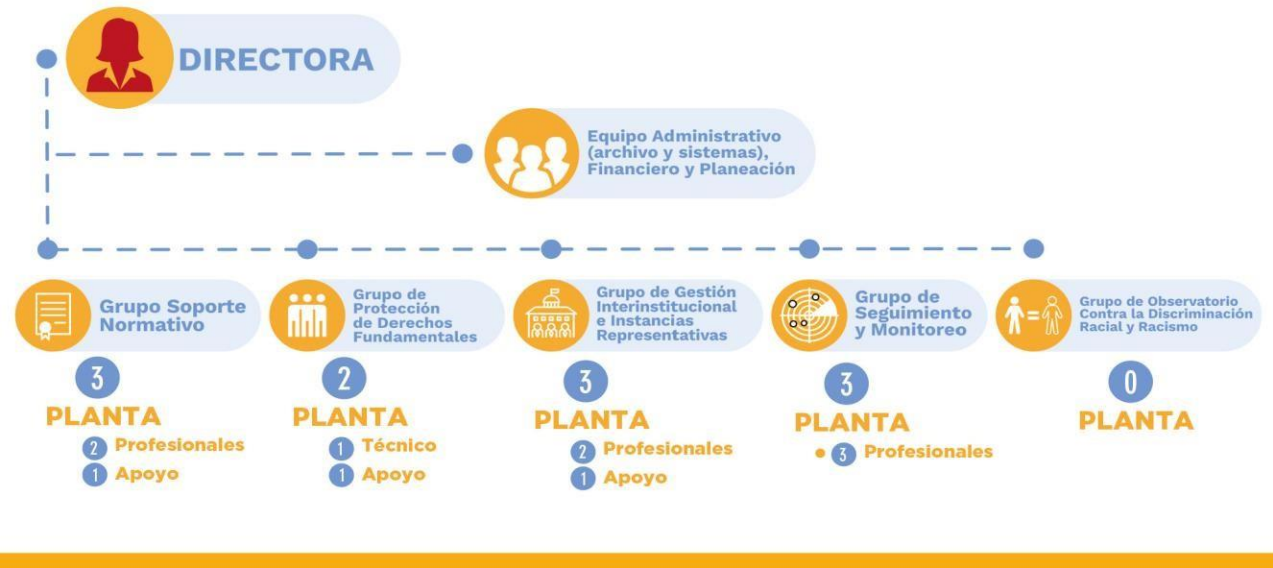 DIRECTORA
Equipo Administrativo
(archivo y sistemas),
Financiero y Planeación
Grupo Soporte
Normativo
3
PLANTA
2 Profesionales
1 Apoyo
Grupo de
Protección
de Derechos
Fundamentales
2
PLANTA
1 Técnico
1 Apoyo
Grupo de Gestión
Interinstitucional
e Instancias
Representativas
3
PLANTA
2 Profesionales
1 Apoyo
Grupo de
Seguimiento
y Monitoreo
3
PLANTA
• 3 Profesionales
Grupo de Observatorio
Contra la Discriminación
Racial y Racismo
0
PLANTA